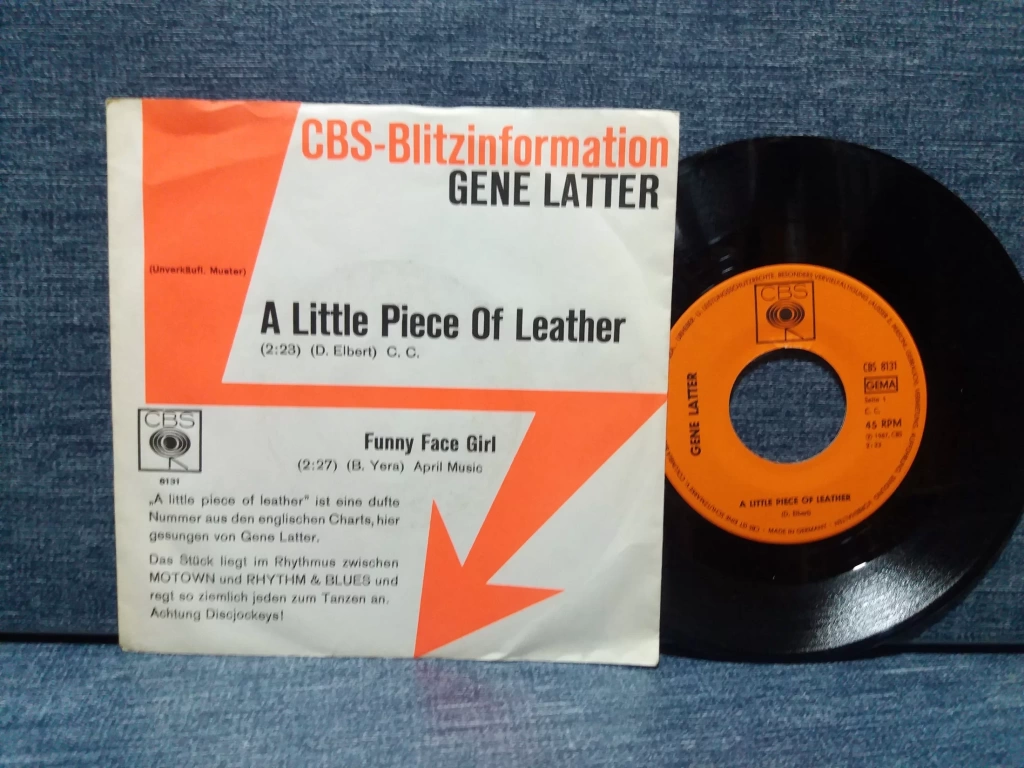 CBS-Blitzinformation
GENE LATTER
(Unverkäufl. Muster)
A Little Piece Of Leather
(2:23) (D. Elbert) C. C.
CBS
8131
Funny Face Girl
(2:27) (B. Yera) April Music
„A little piece of leather" ist eine dufte
Nummer aus den englischen Charts, hier
gesungen von Gene Latter.
Das Stück liegt im Rhythmus zwischen
MOTOWN und RHYTHM & BLUES und
regt so ziemlich jeden zum Tanzen an.
Achtung Discjockeys!
CBS
GENE LATTER
CBS 8131
GEMA
Seite 1
C. C.
45 RPM
℗ 1967, CBS
2:23
A LITTLE PIECE OF LEATHER
(D. Elbert)
MADE IN GERMANY